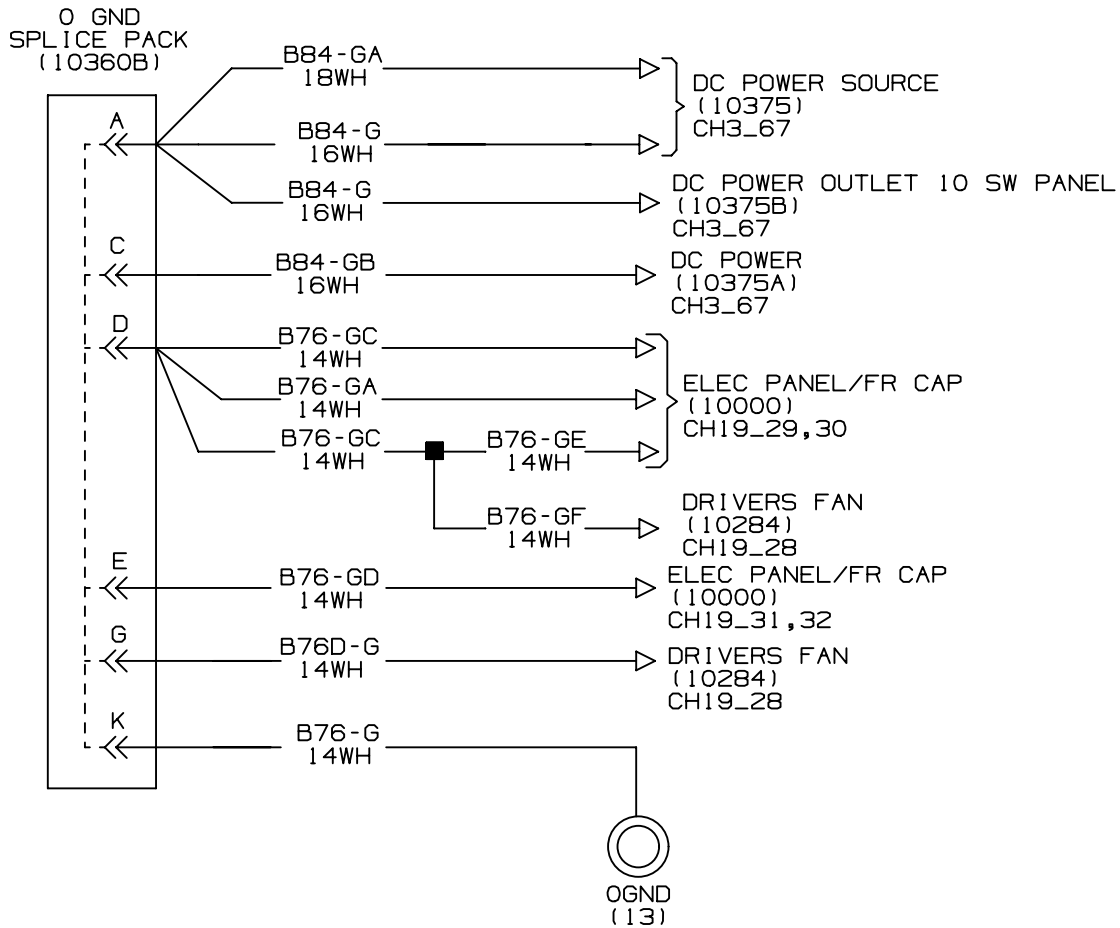 0 GND
SPLICE PACK
(10360B)
A
B84-GA
18WH
B84-G
16WH
DC POWER SOURCE
(10375)
CH3_67
B84-G
16WH
DC POWER OUTLET 10 SW PANEL
(10375B)
CH3_67
C
B84-GB
16WH
DC POWER
(10375A)
CH3_67
D
B76-GC
14WH
B76-GA
14WH
B76-GC
14WH
B76-GE
14WH
ELEC PANEL/FR CAP
(10000)
CH19_29,30
B76-GF
14WH
DRIVERS FAN
(10284)
CH19_28
E
B76-GD
14WH
ELEC PANEL/FR CAP
(10000)
CH19_31,32
G
B76D-G
14WH
DRIVERS FAN
(10284)
CH19_28
K
B76-G
14WH
0GND
(13)